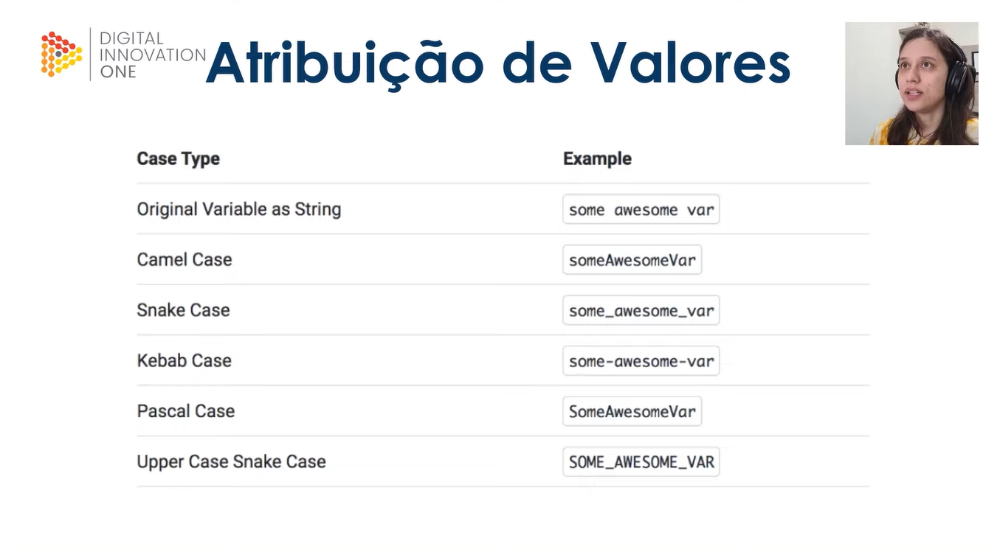 DIGITAL
INNOVATION
ONE
Atribuição de Valores
Case Type Example
Original Variable as String some awesome var
Camel Case someAwesomeVar
Snake Case some_awesome_var
Kebab Case some-awesome-var
Pascal Case SomeAwesomeVar
Upper Case Snake Case SOME_AWESOME_VAR